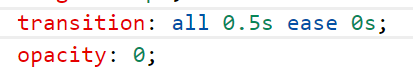 transition: all 0.5s ease 0s;
opacity: 0;